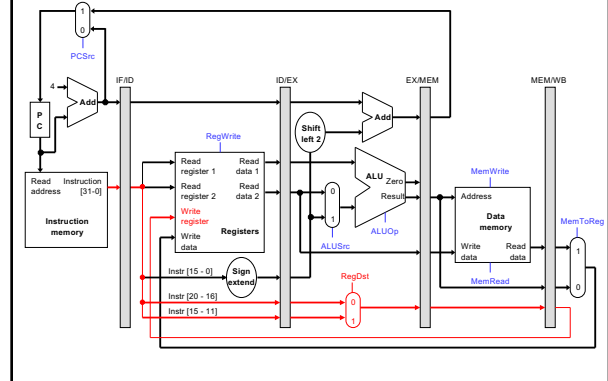 1
0
PCSrc
4
Add
P
C
IF/ID
ID/EX
EX/MEM
MEM/WB
Add
Shift
left 2
RegWrite
Read
address
Instruction
[31-0]
Instruction
memory
Read
register 1
Read
data 1
Read
register 2
Read
data 2
Write
register
Write
data
Registers
0
1
ALUSrc
ALU
Zero
Result
ALUOp
MemWrite
Address
Data
memory
Write
data
Read
data
MemRead
MemToReg
1
0
Instr [15 - 0]
Sign
extend
RegDst
Instr [20 - 16]
0
Instr [15 - 11]
1